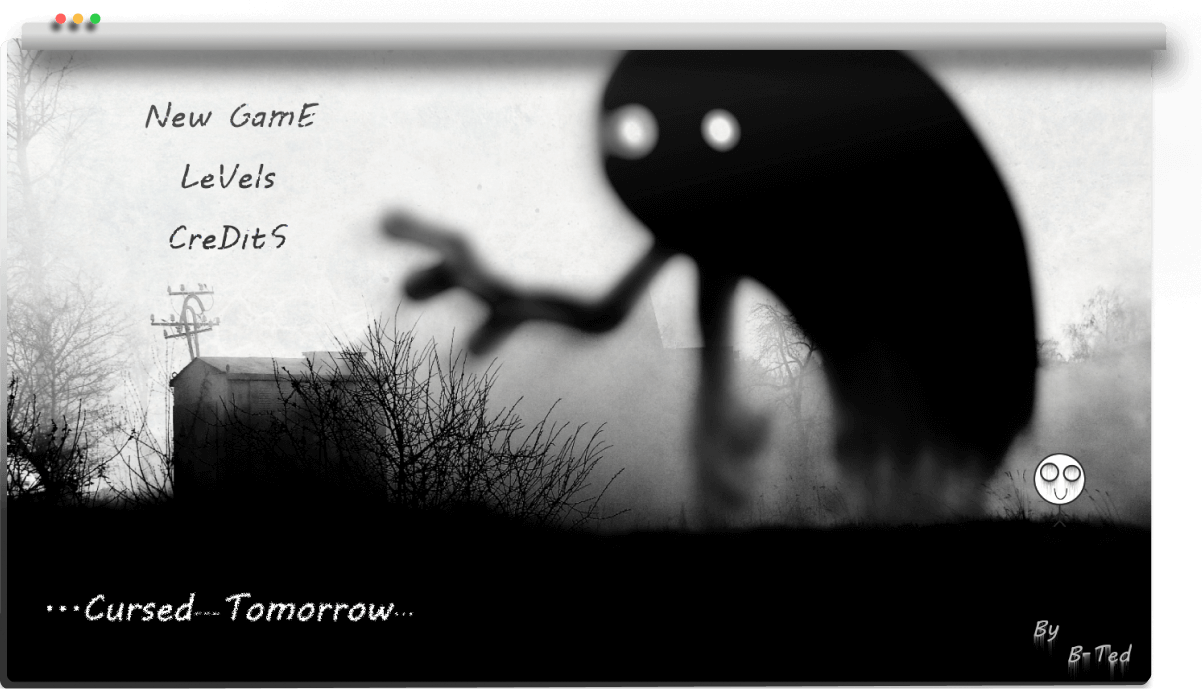 New GamE
LeVels
CreDitS
...Cursed---Tomorrow...
By
B-Ted